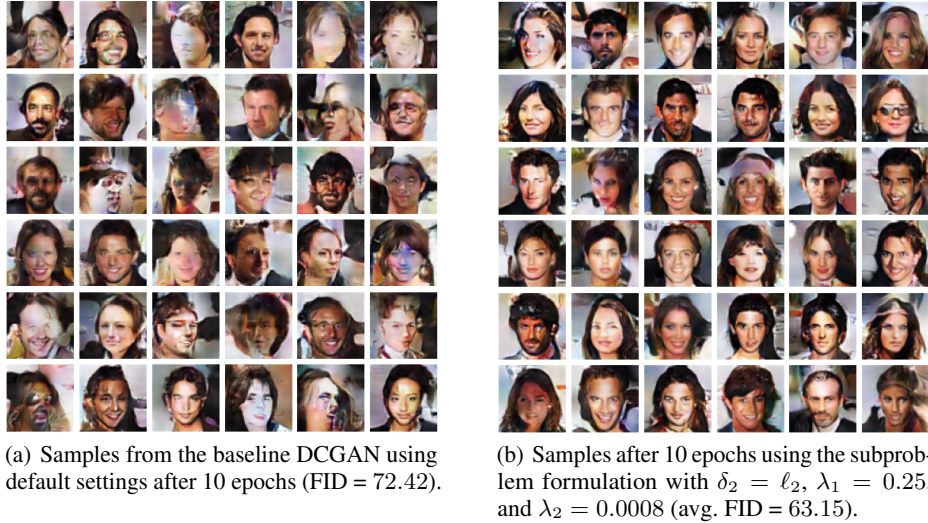 (a) Samples from the baseline DCGAN using
default settings after 10 epochs (FID = 72.42).
(b) Samples after 10 epochs using the subprob-
lem formulation with δ₂ = ℓ₂, λ₁ = 0.25,
and λ₂ = 0.0008 (avg. FID = 63.15).